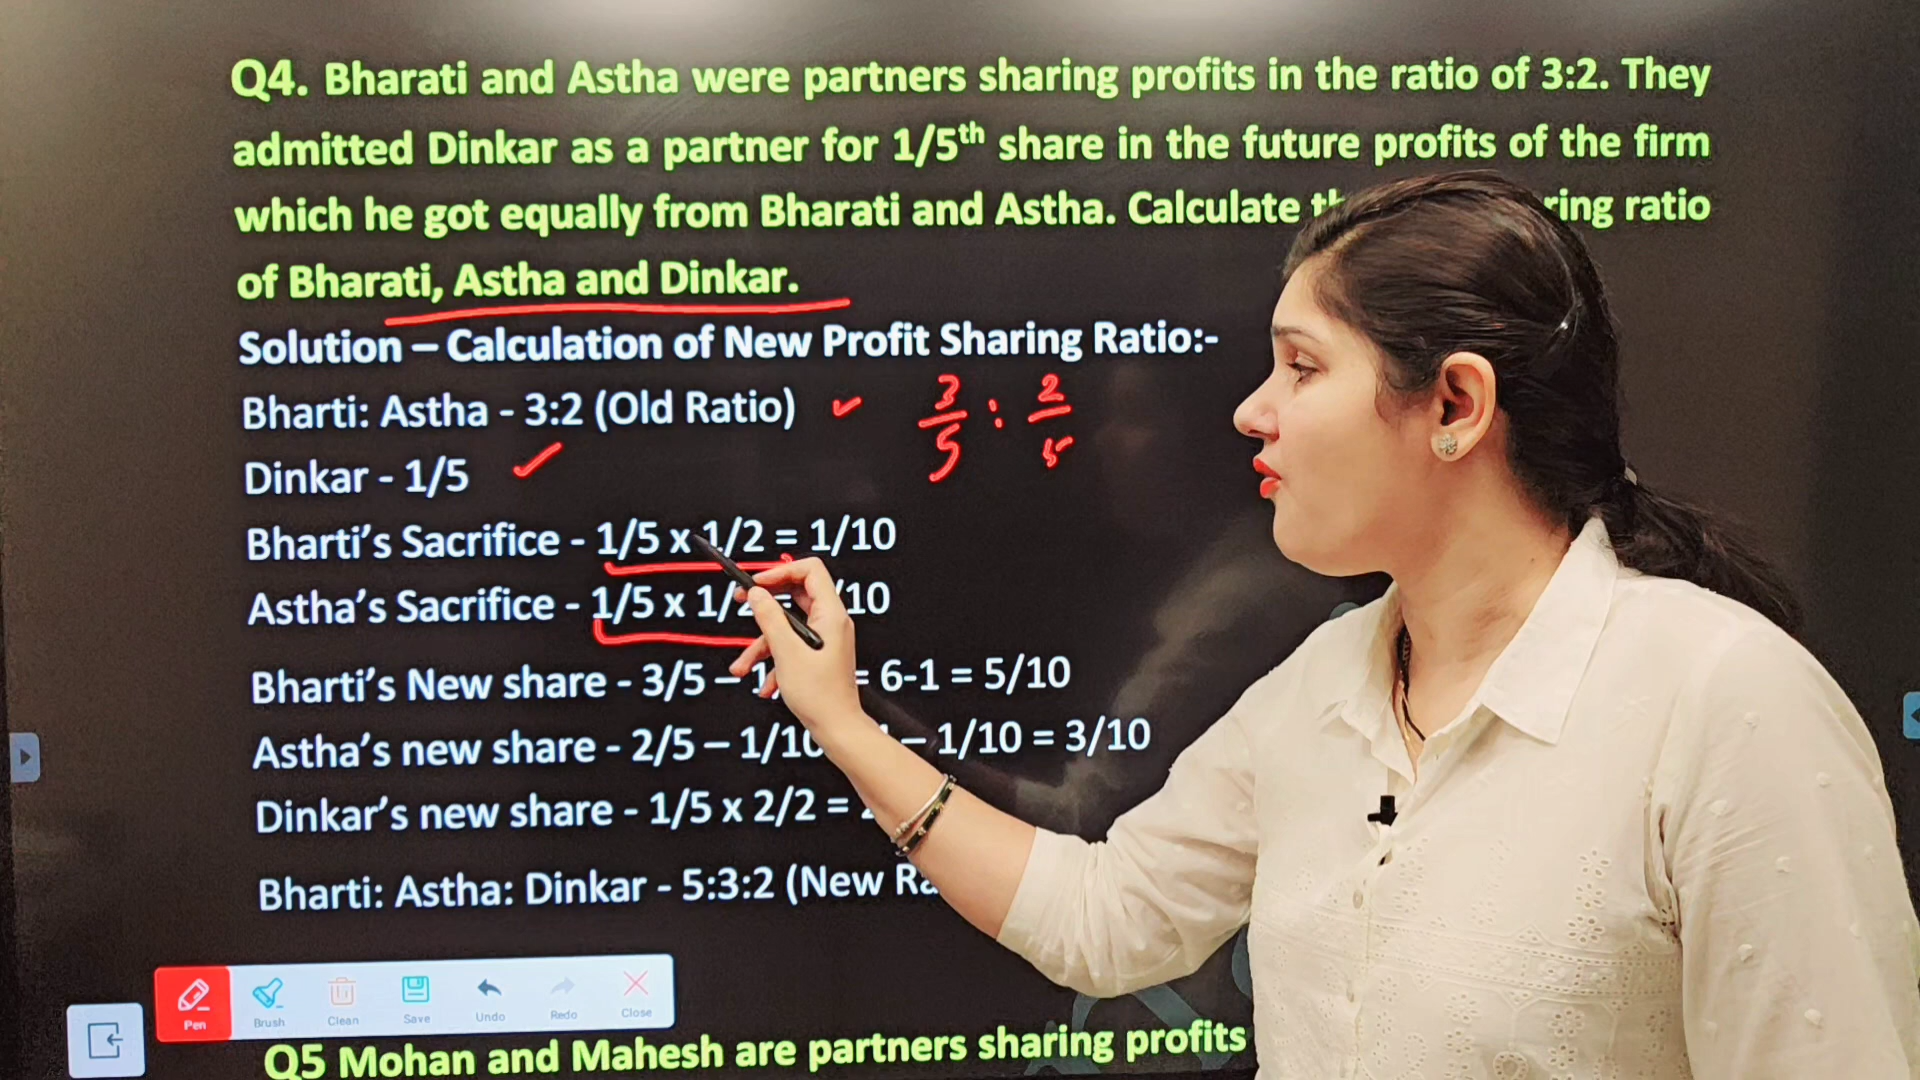 Q4. Bharati and Astha were partners sharing profits in the ratio of 3:2. They
admitted Dinkar as a partner for 1/5th share in the future profits of the firm
which he got equally from Bharati and Astha. Calculate ring ratio
of Bharati, Astha and Dinkar.
Solution – Calculation of New Profit Sharing Ratio:-
Bharti: Astha - 3:2 (Old Ratio) ✓ 3/5 : 2/5
Dinkar - 1/5 ✓
Bharti’s Sacrifice - 1/5 x 1/2 = 1/10
Astha’s Sacrifice - 1/5 x 1/2 = /10
Bharti’s New share - 3/5 – 1/ = 6-1 = 5/10
Astha’s new share - 2/5 – 1/10 – 1/10 = 3/10
Dinkar’s new share - 1/5 x 2/2 =
Bharti: Astha: Dinkar - 5:3:2 (New
Pen Brush Clean Save Undo Redo Close
Q5 Mohan and Mahesh are partners sharing profits